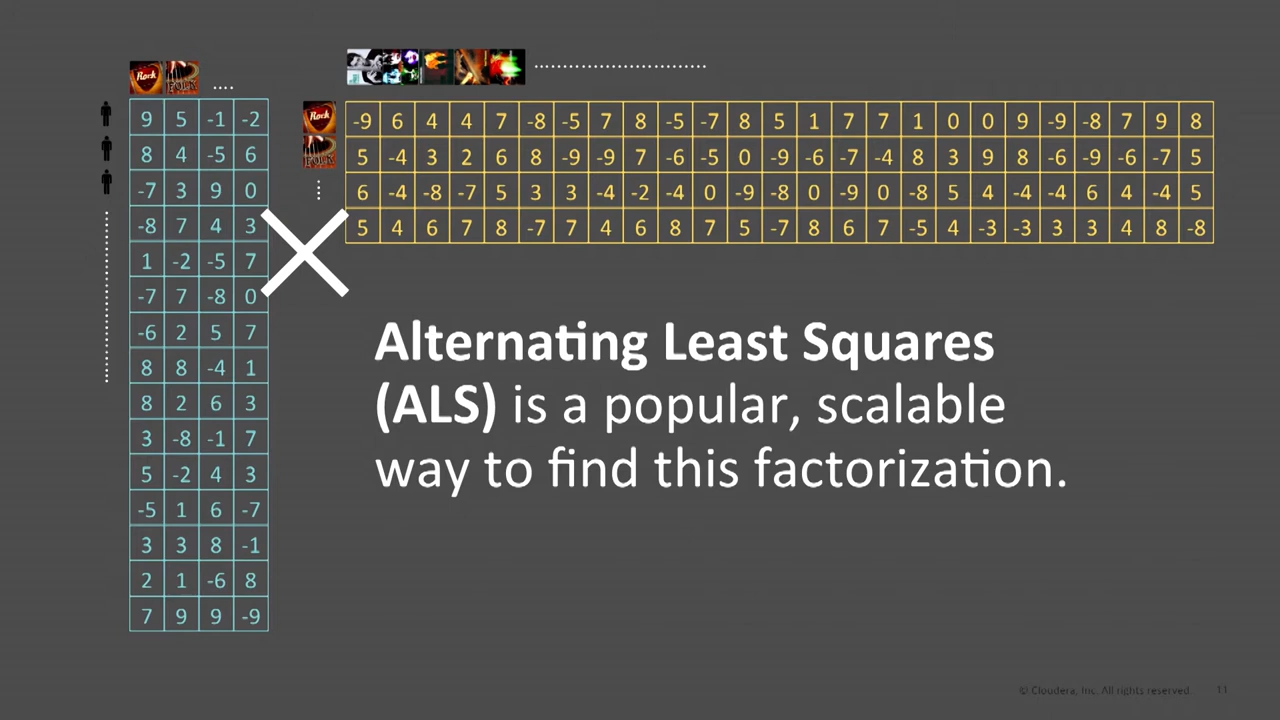 Rock
FOLK
....
9 5 -1 -2
8 4 -5 6
-7 3 9 0
-8 7 4 3
1 -2 -5 7
-7 7 -8 0
-6 2 5 7
8 8 -4 1
8 2 6 3
3 -8 -1 7
5 -2 4 3
-5 1 6 -7
3 3 8 -1
2 1 -6 8
7 9 9 -9
Rock
FOLK
-9 6 4 4 7 -8 -5 7 8 -5 -7 8 5 1 7 7 1 0 0 9 -9 -8 7 9 8
5 -4 3 2 6 8 -9 -9 7 -6 -5 0 -9 -6 -7 -4 8 3 9 8 -6 -9 -6 -7 5
6 -4 -8 -7 5 3 3 -4 -2 -4 0 -9 -8 0 -9 0 -8 5 4 -4 -4 6 4 -4 5
5 4 6 7 8 -7 7 4 6 8 7 5 -7 8 6 7 -5 4 -3 -3 3 3 4 8 -8
Alternating Least Squares
(ALS) is a popular, scalable
way to find this factorization.
© Cloudera, Inc. All rights reserved. 11